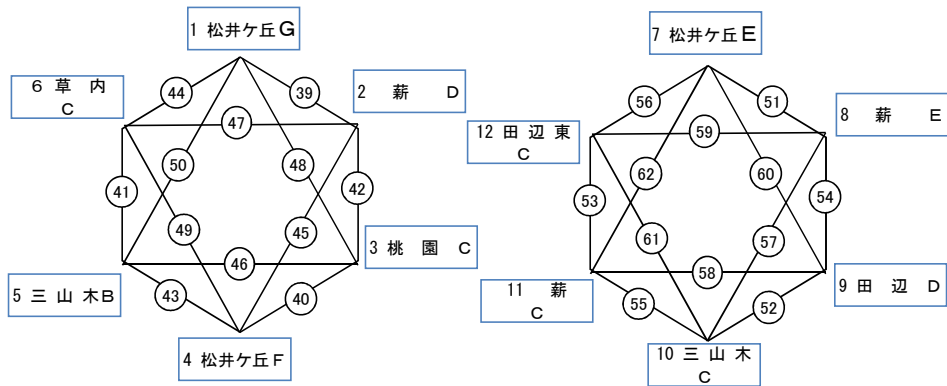 1 松井ケ丘G
7 松井ケ丘E
6 草 内
C
44
39
2 薪 D
56
51
8 薪 E
47
12 田 辺 東
C
59
50
48
62
60
41
42
53
54
49
45
61
57
3 桃 園 C
46
58
5 三 山 木B
43
40
11 薪
C
55
52
9 田 辺 D
4 松井ケ丘F
10 三 山 木
C